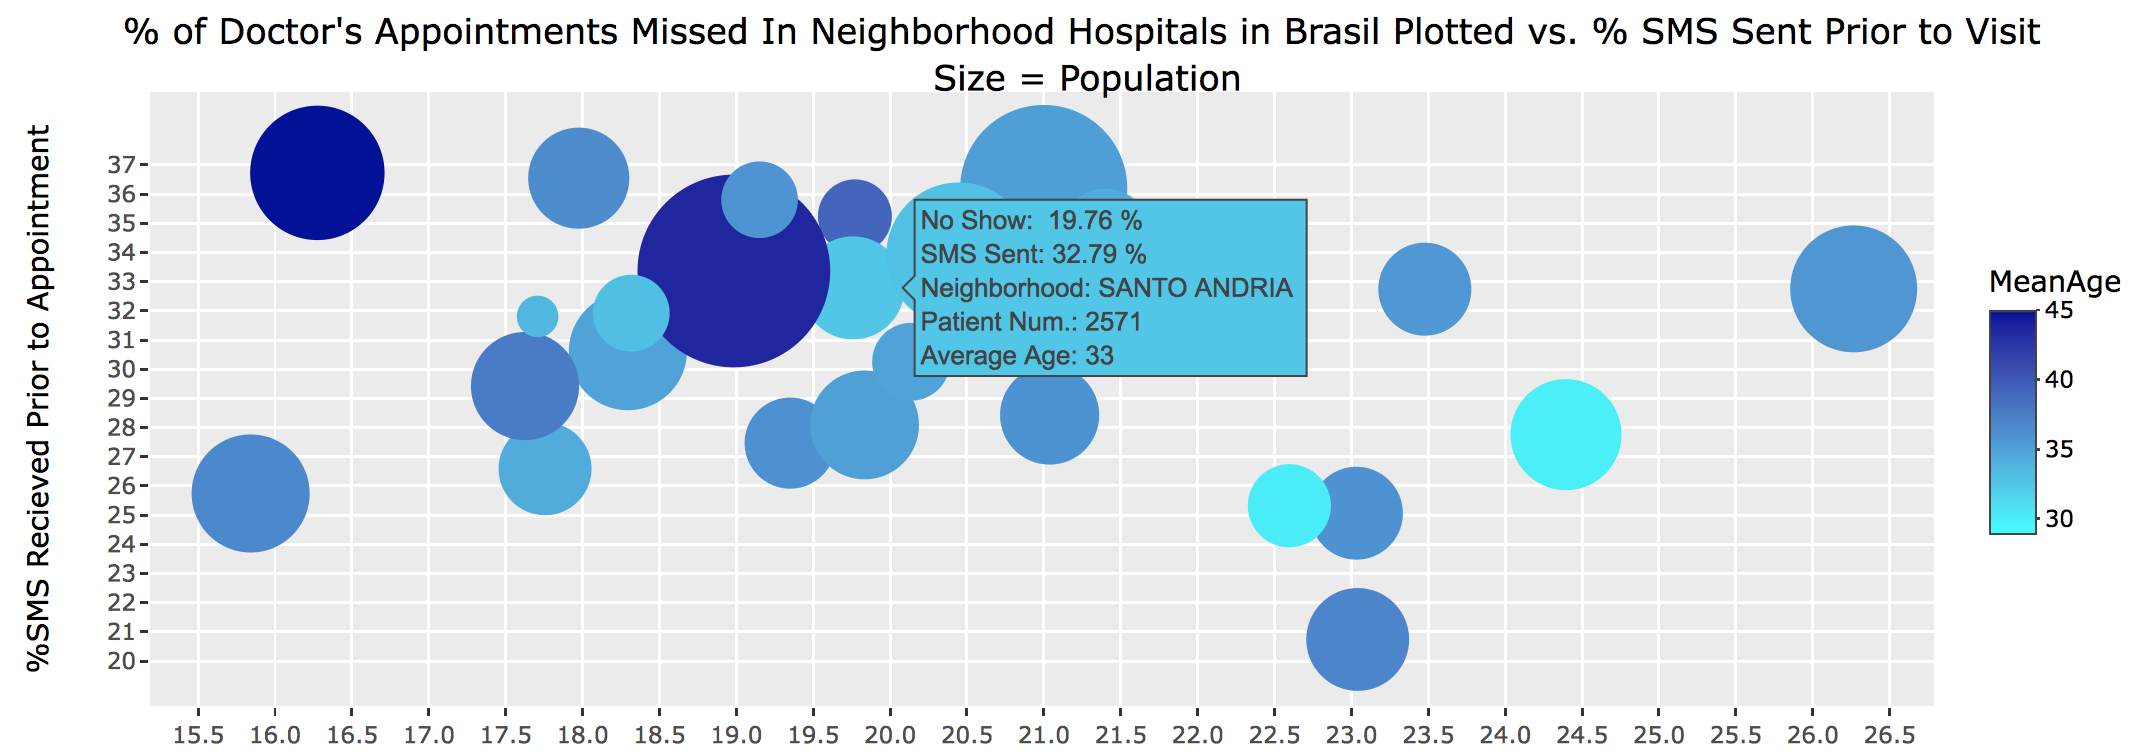 % of Doctor's Appointments Missed In Neighborhood Hospitals in Brasil Plotted vs. % SMS Sent Prior to Visit
Size = Population
%SMS Recieved Prior to Appointment
37
36
35
34
33
32
31
30
29
28
27
26
25
24
23
22
21
20
No Show:  19.76 %
SMS Sent: 32.79 %
Neighborhood: SANTO ANDRIA
Patient Num.: 2571
Average Age: 33
MeanAge
45
40
35
30
15.5 16.0 16.5 17.0 17.5 18.0 18.5 19.0 19.5 20.0 20.5 21.0 21.5 22.0 22.5 23.0 23.5 24.0 24.5 25.0 25.5 26.0 26.5